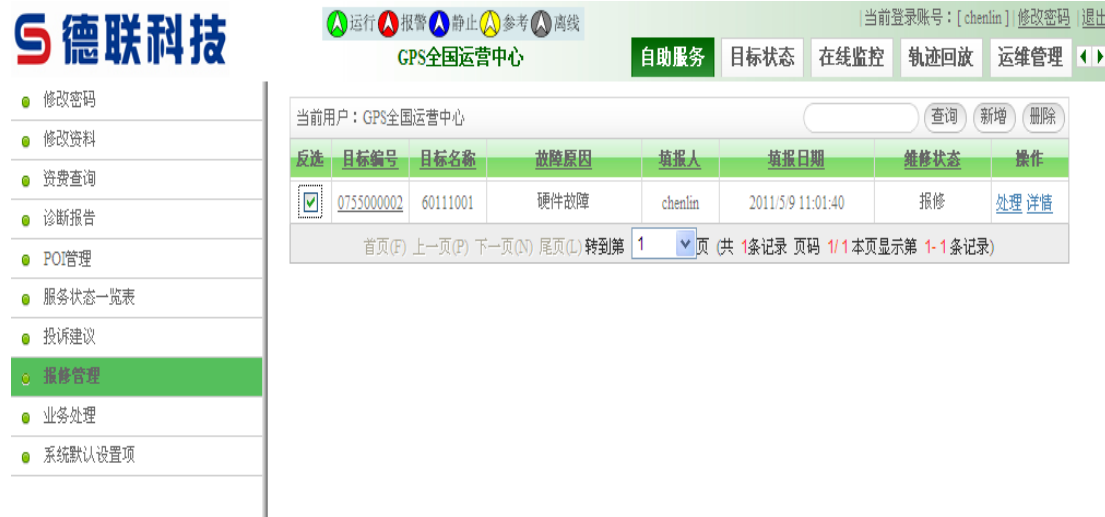 德联科技
运行 报警 静止 参考 离线
GPS全国运营中心
|当前登录账号：[ chenlin ] | 修改密码 |退出
自助服务 目标状态 在线监控 轨迹回放 运维管理
修改密码
修改资料
资费查询
诊断报告
POI管理
服务状态一览表
投诉建议
报修管理
业务处理
系统默认设置项
当前用户：GPS全国运营中心 查询 新增 删除
反选 目标编号 目标名称 故障原因 填报人 填报日期 维修状态 操作
0755000002 60111001 硬件故障 chenlin 2011/5/9 11:01:40 报修 处理 详情
首页(F) 上一页(P) 下一页(N) 尾页(L) 转到第 1 页 (共 1条记录 页码 1/ 1 本页显示第 1- 1 条记录)